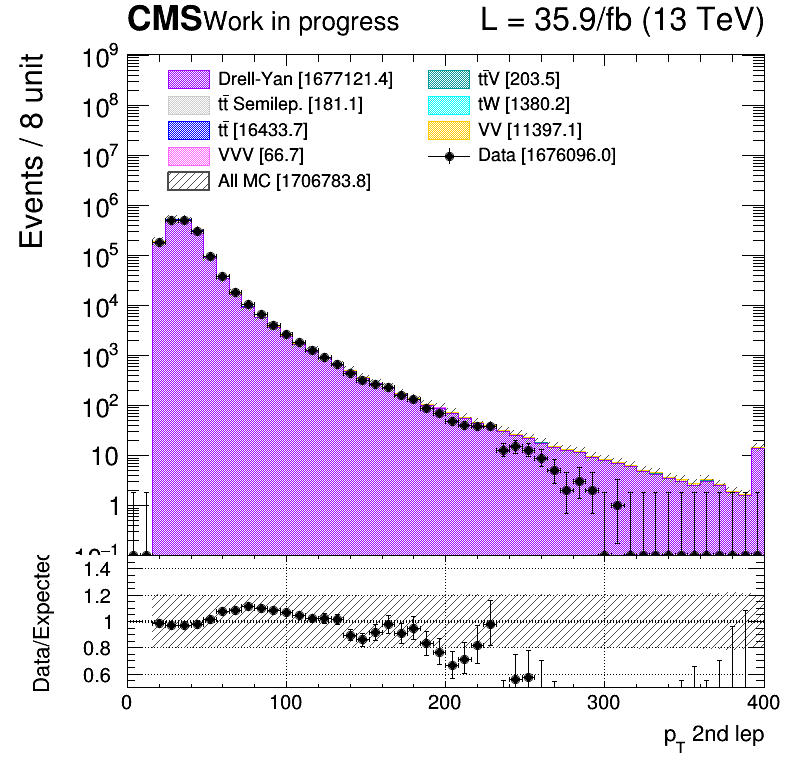 CMS Work in progress L = 35.9/fb (13 TeV)
Events / 8 unit
10⁹
10⁸
10⁷
10⁶
10⁵
10⁴
10³
10²
10
1
10⁻¹
Drell-Yan [1677121.4]
tt̄ Semilep. [181.1]
tt̄ [16433.7]
VVV [66.7]
All MC [1706783.8]
tt̄V [203.5]
tW [1380.2]
VV [11397.1]
Data [1676096.0]
Data/Expected
1.4
1.2
1
0.8
0.6
0 100 200 300 400
p_T 2nd lep